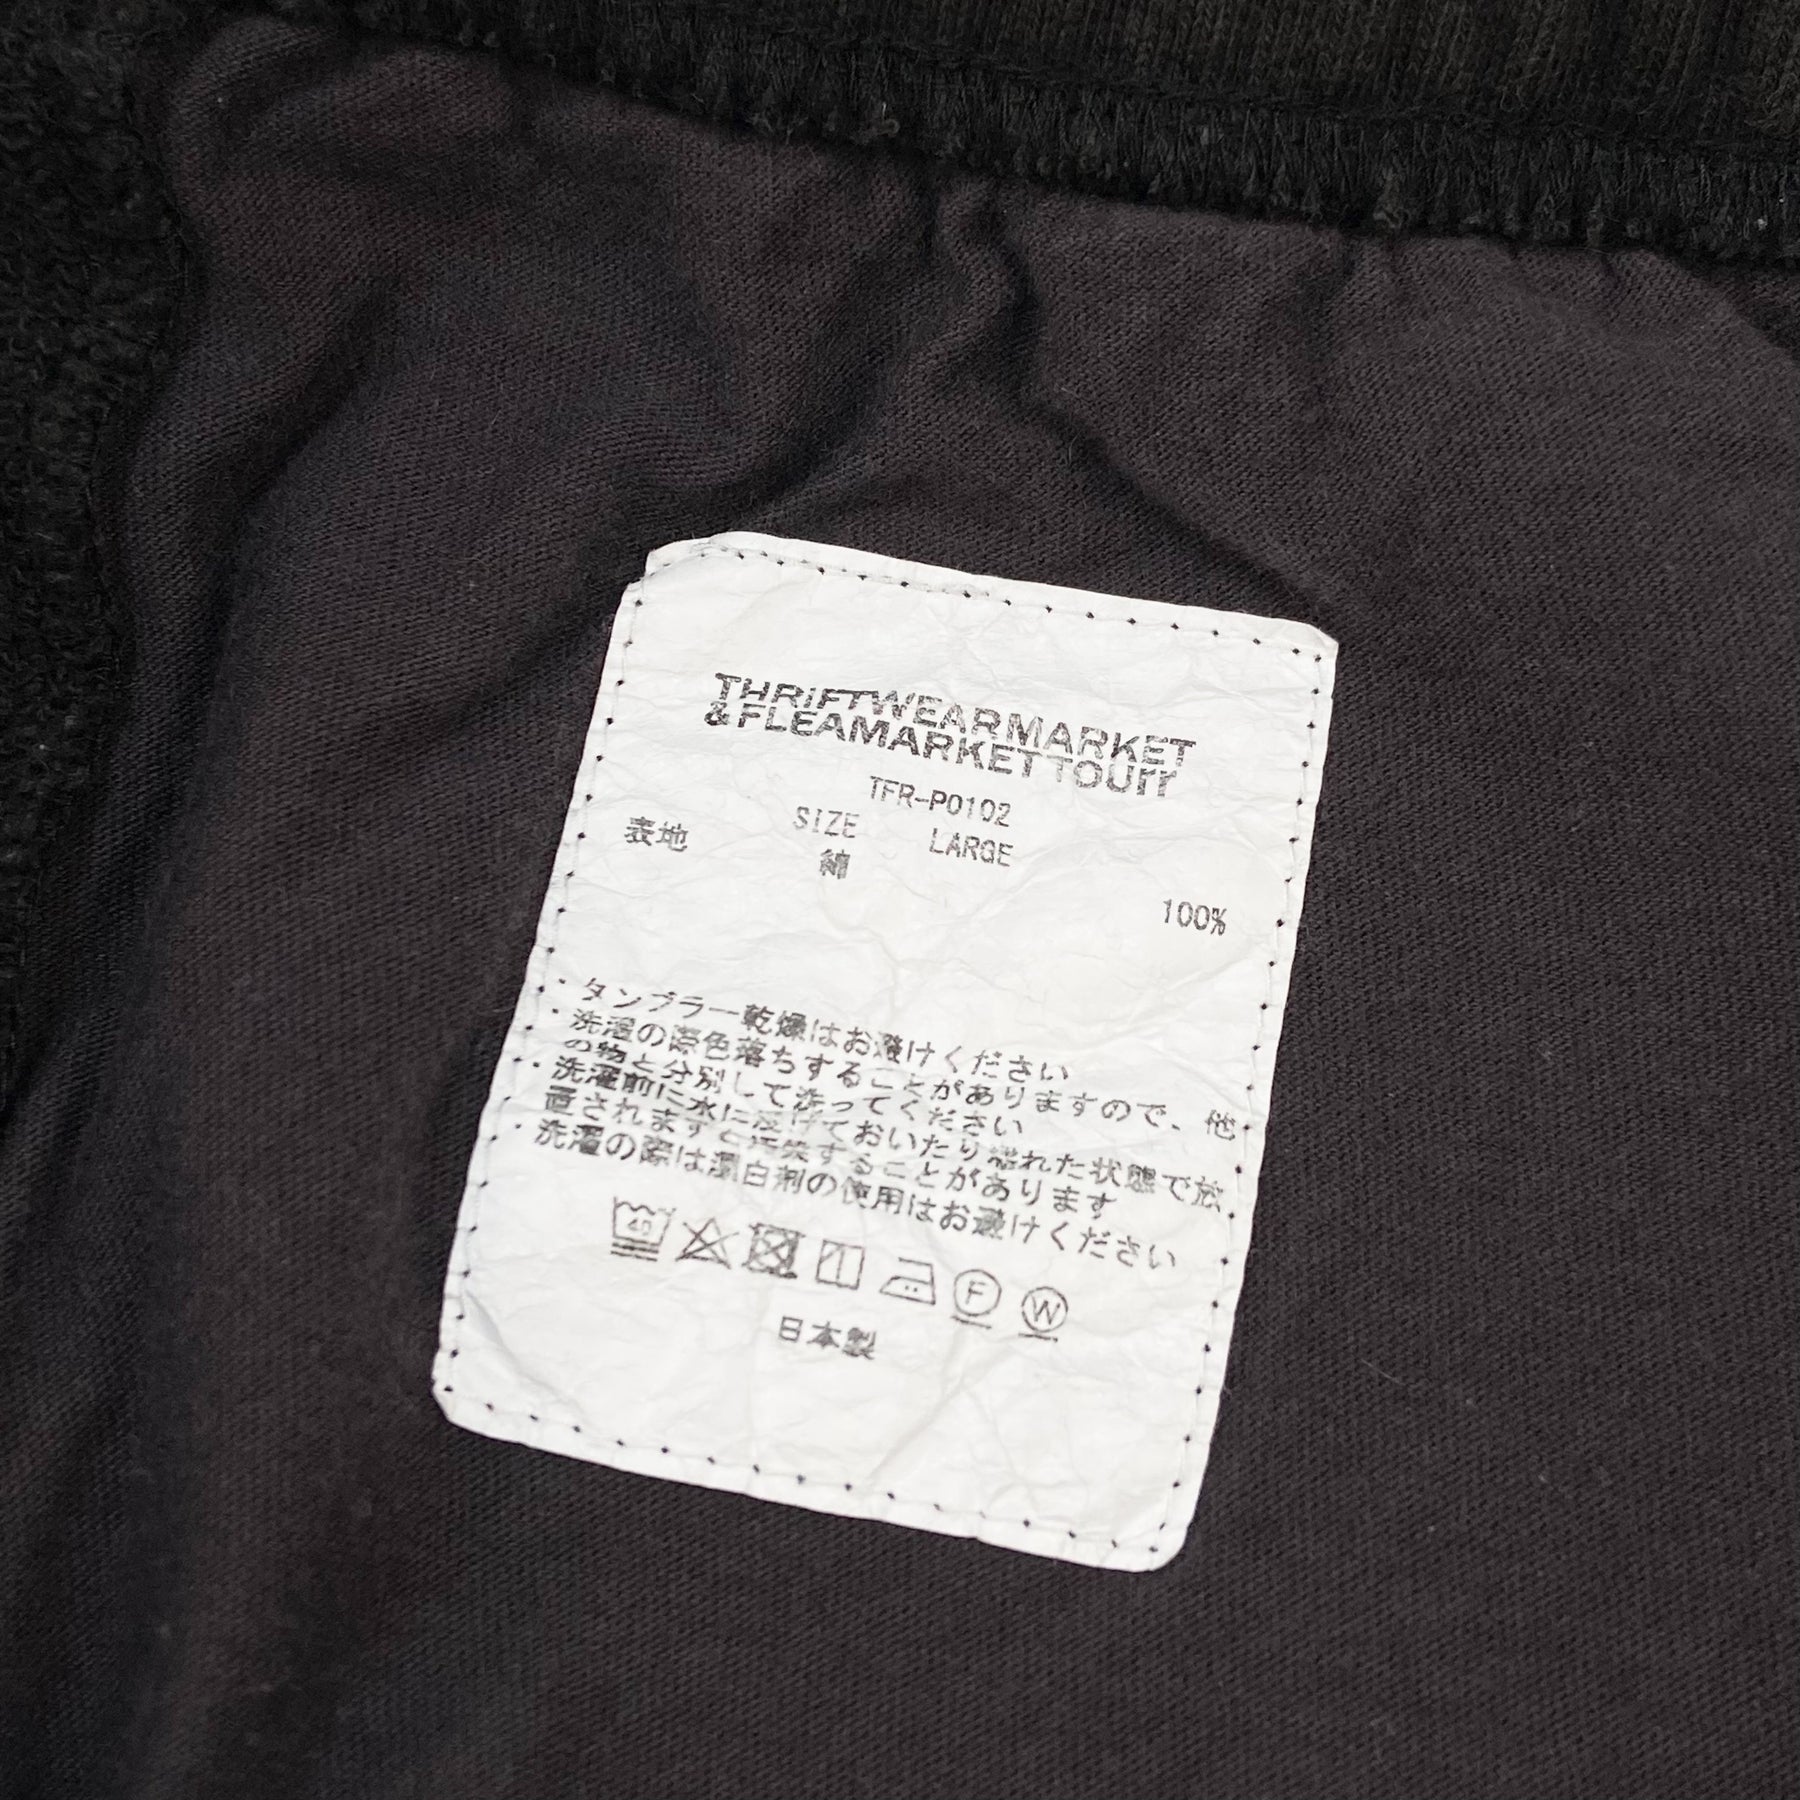 THRIFTWEARMARKET
&FLEAMARKET TOUrr
TFR-P0102
SIZE LARGE
表地 綿 100%
・タンブラー乾燥はお避けください
・洗濯の際色落ちすることがありますので、他
の物と分別して洗ってください
・洗濯前に水に浸けておいたり濡れた状態で放
置されますと汚染することがあります
・洗濯の際は漂白剤の使用はお避けください
40
F W
日本製